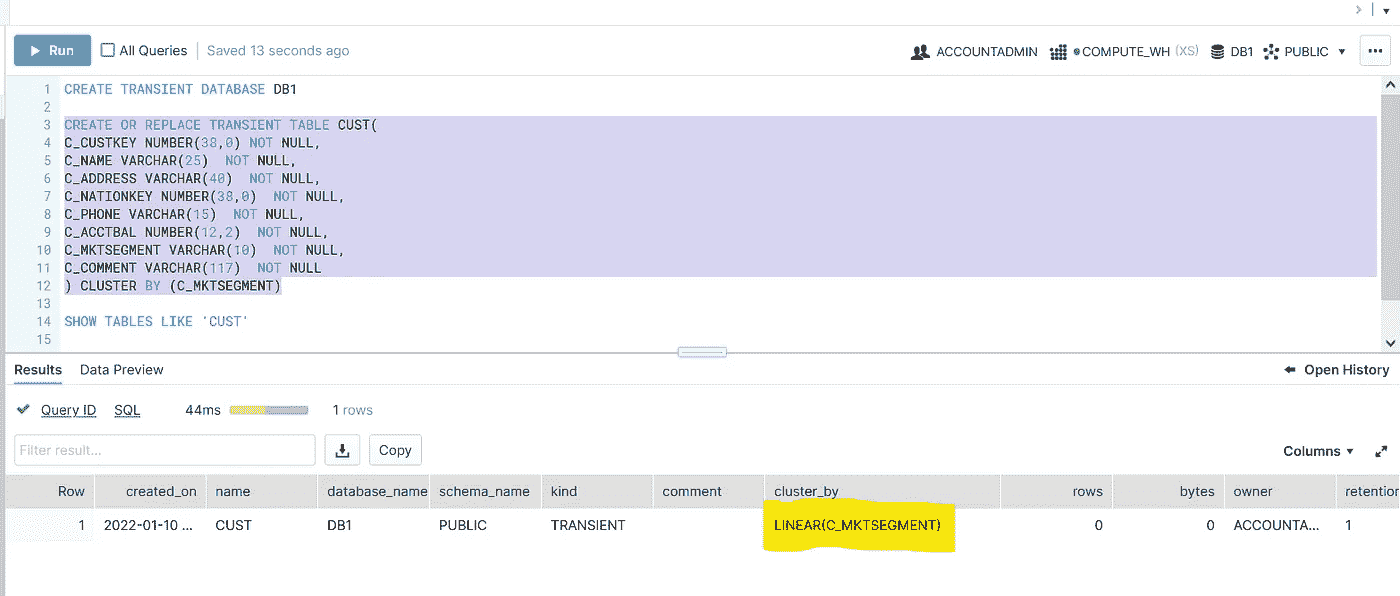 Run All Queries Saved 13 seconds ago ACCOUNTADMIN COMPUTE_WH (XS) DB1 PUBLIC
1 CREATE TRANSIENT DATABASE DB1
2
3 CREATE OR REPLACE TRANSIENT TABLE CUST(
4 C_CUSTKEY NUMBER(38,0) NOT NULL,
5 C_NAME VARCHAR(25)  NOT NULL,
6 C_ADDRESS VARCHAR(40)  NOT NULL,
7 C_NATIONKEY NUMBER(38,0)  NOT NULL,
8 C_PHONE VARCHAR(15)  NOT NULL,
9 C_ACCTBAL NUMBER(12,2)  NOT NULL,
10 C_MKTSEGMENT VARCHAR(10)  NOT NULL,
11 C_COMMENT VARCHAR(117)  NOT NULL
12 ) CLUSTER BY (C_MKTSEGMENT)
13
14 SHOW TABLES LIKE 'CUST'
15
Results Data Preview Open History
Query ID SQL 44ms 1 rows
Filter result... Copy Columns
Row created_on name database_name schema_name kind comment cluster_by rows bytes owner retention
1 2022-01-10 ... CUST DB1 PUBLIC TRANSIENT LINEAR(C_MKTSEGMENT) 0 0 ACCOUNTA... 1